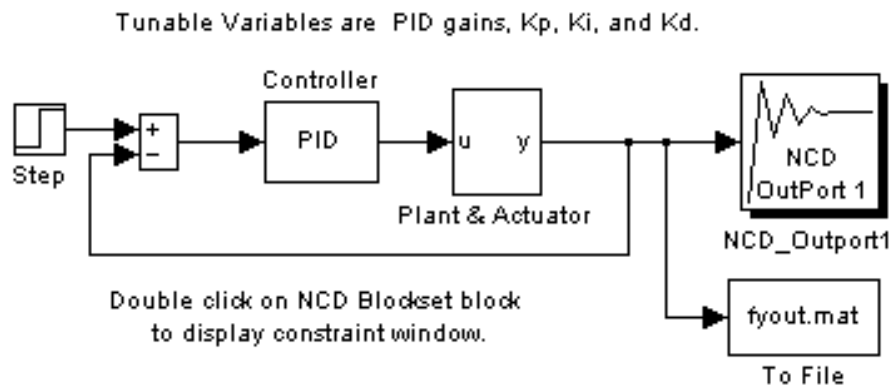 Tunable Variables are PID gains, Kp, Ki, and Kd.
Controller
+
−
PID
u y
Step
Plant & Actuator
NCD
OutPort 1
NCD_Outport1
Double click on NCD Blockset block
to display constraint window.
fyout.mat
To File